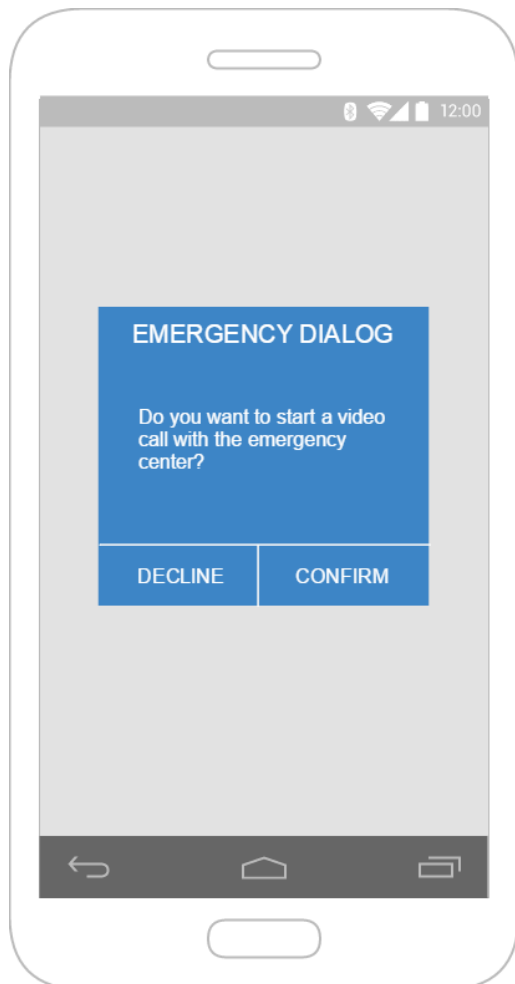 12:00
EMERGENCY DIALOG
Do you want to start a video
call with the emergency
center?
DECLINE
CONFIRM